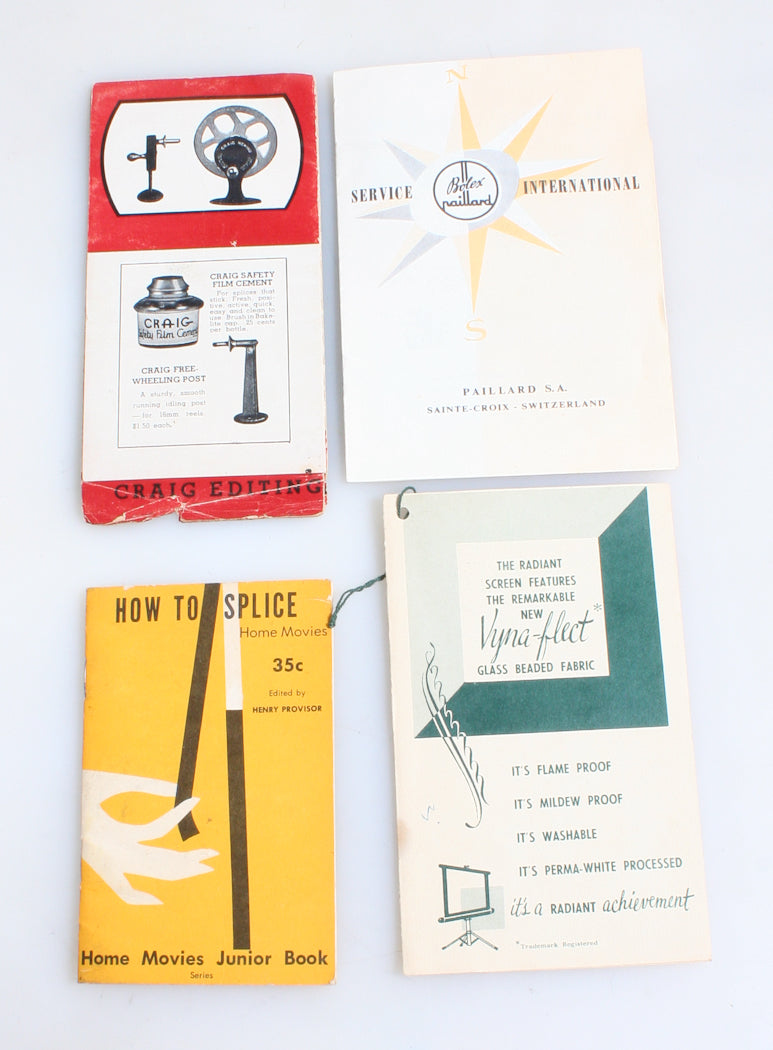 CRAIG SAFETY
FILM CEMENT
For splices that
stick. Fresh, posi-
tive, active, quick,
easy and clean to
use. Brush in Bake-
lite cap. 25 cents
per bottle.
CRAIG
Safety Film Cement
CRAIG FREE-
WHEELING POST
A sturdy, smooth
running idling post
—for 16mm reels.
$1.50 each.
CRAIG EDITING
N
SERVICE INTERNATIONAL
Bolex
paillard
S
PAILLARD S.A.
SAINTE-CROIX - SWITZERLAND
HOW TO SPLICE
Home Movies
35c
Edited by
HENRY PROVISOR
Home Movies Junior Book
Series
THE RADIANT
SCREEN FEATURES
THE REMARKABLE
NEW
Vyna-flect*
GLASS BEADED FABRIC
IT'S FLAME PROOF
IT'S MILDEW PROOF
IT'S WASHABLE
IT'S PERMA-WHITE PROCESSED
it's a RADIANT achievement
*Trademark Registered